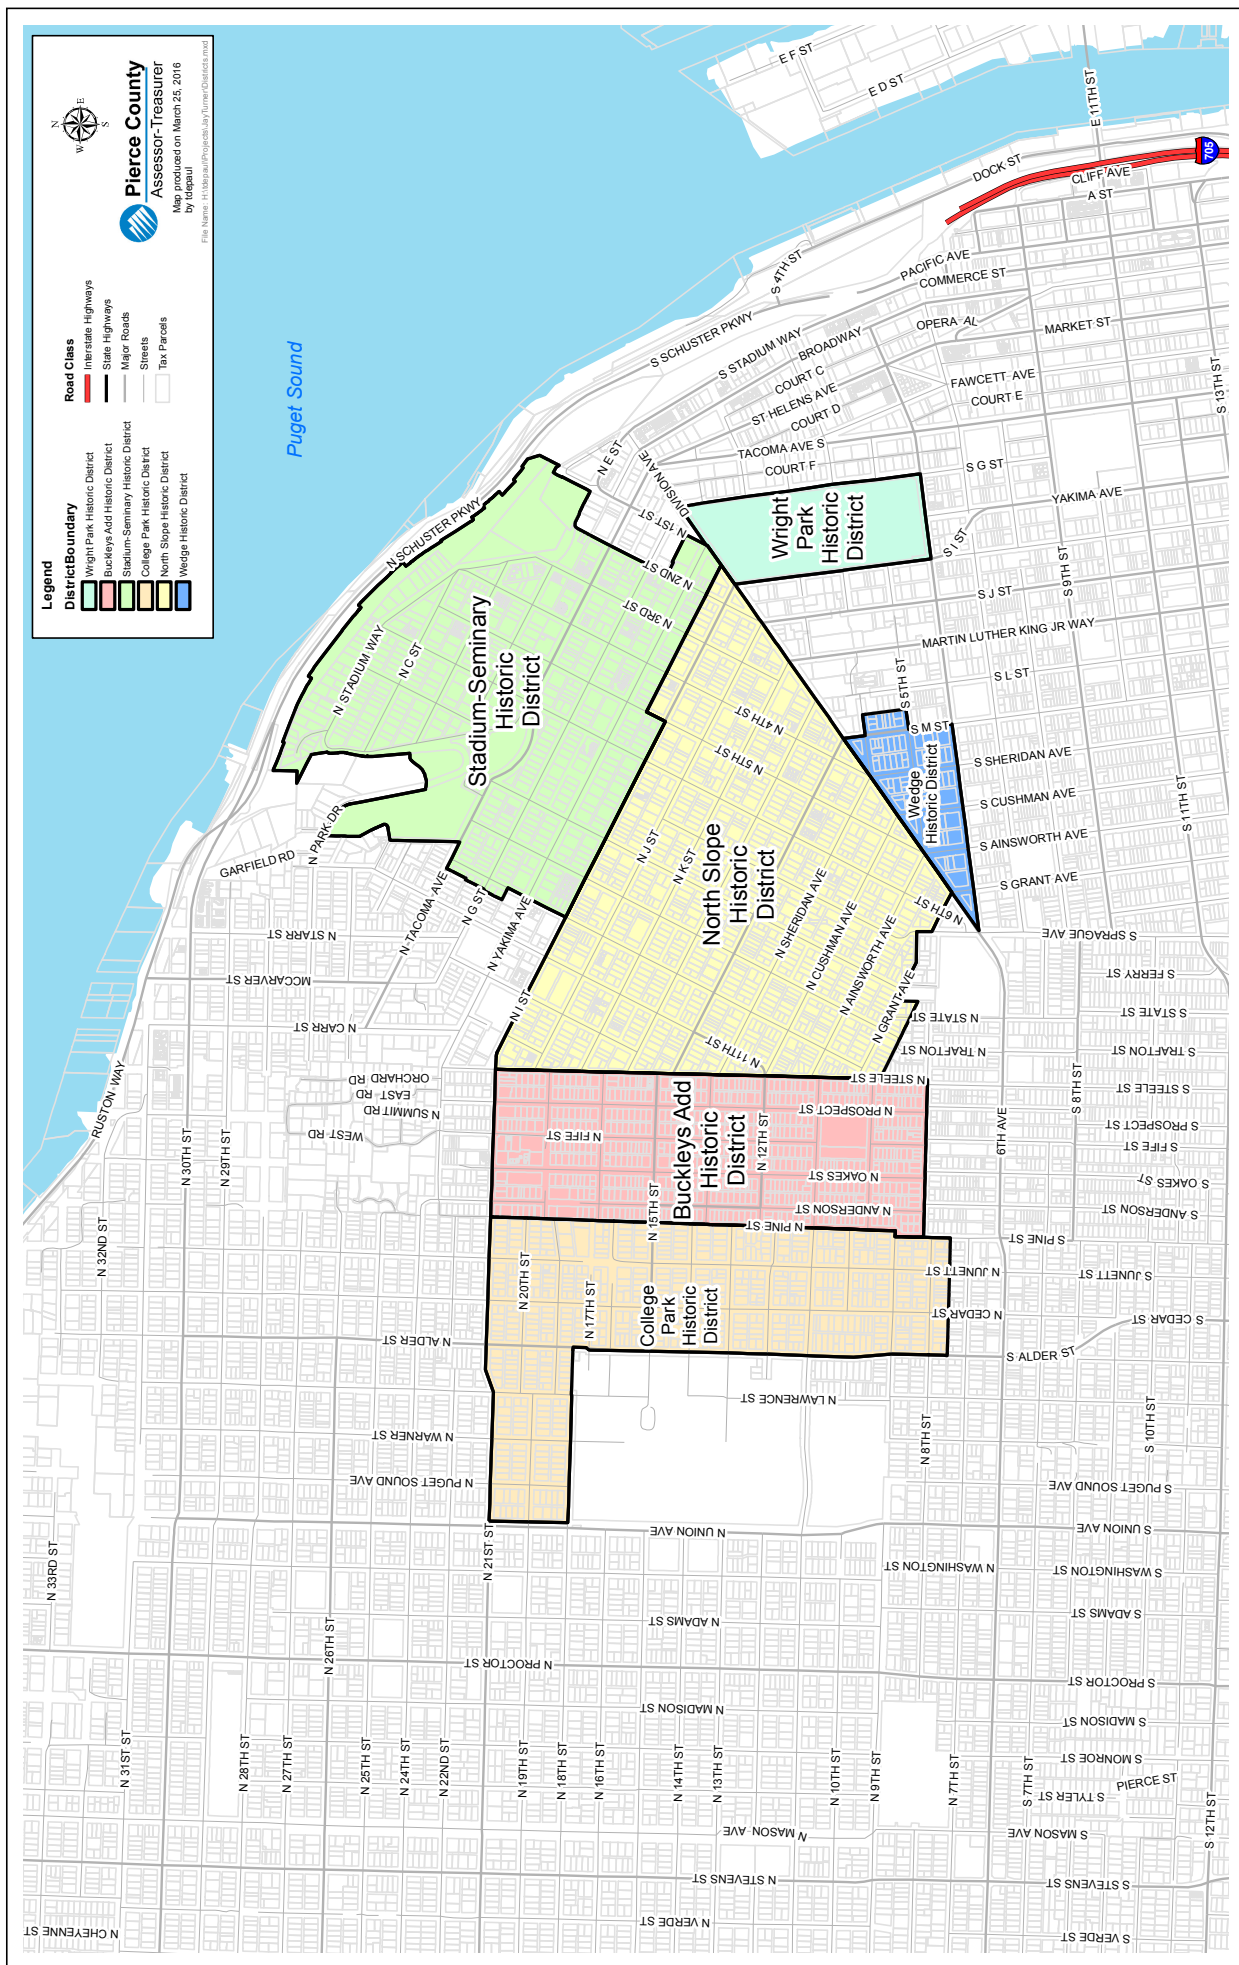 Legend
DistrictBoundary
Wright Park Historic District
Buckleys Add Historic District
Stadium-Seminary Historic District
College Park Historic District
North Slope Historic District
Wedge Historic District
Road Class
Interstate Highways
State Highways
Major Roads
Streets
Tax Parcels
N
E
S
W
Pierce County
Assessor-Treasurer
Map produced on March 25, 2016
by tdepaul
File Name: H:\tdepaul\Projects\JayTurner\Districts.mxd
Puget Sound
Stadium-Seminary
Historic
District
Wright
Park
Historic
District
North Slope
Historic
District
Wedge
Historic District
Buckleys Add
Historic
District
College
Park
Historic
District
705
E F ST
E D ST
E 11TH ST
DOCK ST
CLIFF AVE
A ST
S 4TH ST
PACIFIC AVE
COMMERCE ST
S SCHUSTER PKWY
S STADIUM WAY
BROADWAY
OPERA AL
MARKET ST
COURT C
ST HELENS AVE
COURT D
FAWCETT AVE
COURT E
S 13TH ST
TACOMA AVE S
COURT F
S G ST
YAKIMA AVE
N E ST
DIVISION AVE
N 1ST ST
N 2ND ST
N 3RD ST
S I ST
S 9TH ST
S J ST
MARTIN LUTHER KING JR WAY
S 5TH ST
S L ST
S M ST
S SHERIDAN AVE
S CUSHMAN AVE
S AINSWORTH AVE
S GRANT AVE
S 11TH ST
N SCHUSTER PKWY
N STADIUM WAY
N C ST
N 4TH ST
N 5TH ST
N J ST
N K ST
N SHERIDAN AVE
N CUSHMAN AVE
N AINSWORTH AVE
N GRANT AVE
N 6TH ST
N 11TH ST
GARFIELD RD
N PARK DR
N TACOMA AVE
N G ST
N YAKIMA AVE
N I ST
N STARR ST
MCCARVER ST
N CARR ST
RUSTON WAY
ORCHARD RD
EAST RD
N SUMMIT RD
WEST RD
N 30TH ST
N 29TH ST
N 32ND ST
S SPRAGUE AVE
S FERRY ST
N STATE ST
S STATE ST
N TRAFTON ST
S TRAFTON ST
N STEELE ST
S STEELE ST
S 8TH ST
6TH AVE
N PROSPECT ST
S PROSPECT ST
N FIFE ST
S FIFE ST
N 12TH ST
N 15TH ST
N OAKES ST
S OAKES ST
N ANDERSON ST
S ANDERSON ST
N PINE ST
S PINE ST
N JUNETT ST
S JUNETT ST
N CEDAR ST
S CEDAR ST
N 20TH ST
N 17TH ST
N ALDER ST
S ALDER ST
N LAWRENCE ST
N WARNER ST
N PUGET SOUND AVE
S PUGET SOUND AVE
N 8TH ST
S 10TH ST
N 21ST ST
N UNION AVE
S UNION AVE
N 33RD ST
N WASHINGTON ST
S WASHINGTON ST
N ADAMS ST
S ADAMS ST
N 26TH ST
N PROCTOR ST
S PROCTOR ST
N MADISON ST
S MADISON ST
S MONROE ST
PIERCE ST
S TYLER ST
N 31ST ST
N 28TH ST
N 27TH ST
N 25TH ST
N 24TH ST
N 22ND ST
N 19TH ST
N 18TH ST
N 16TH ST
N 14TH ST
N 13TH ST
N 10TH ST
N 9TH ST
N 7TH ST
S 7TH ST
N MASON AVE
S MASON AVE
S 12TH ST
N STEVENS ST
S STEVENS ST
N CHEYENNE ST
N VERDE ST
S VERDE ST